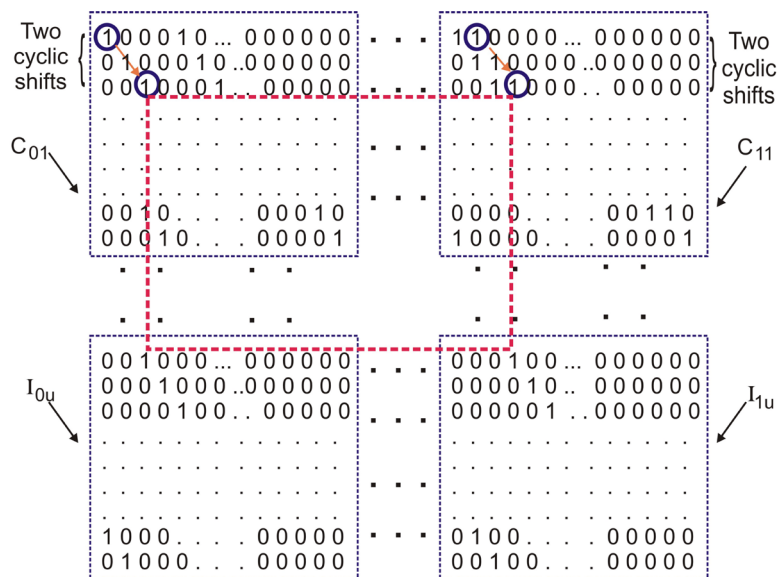 Two cyclic shifts
1 0 0 0 1 0 ... 0 0 0 0 0 0
0 1 0 0 0 1 0 .. 0 0 0 0 0 0
0 0 1 0 0 0 1 . . 0 0 0 0 0
. . . . . . . . . . . . .
. . . . . . . . . . . . .
. . . . . . . . . . . . .
0 0 1 0 . . . . 0 0 0 1 0
0 0 0 1 0 . . . . 0 0 0 0 1
C01
1 1 0 0 0 0 ... 0 0 0 0 0 0
0 1 1 0 0 0 0 .. 0 0 0 0 0 0
0 0 1 1 0 0 0 . . 0 0 0 0 0
. . . . . . . . . . . . .
. . . . . . . . . . . . .
. . . . . . . . . . . . .
0 0 0 0 . . . . 0 0 1 1 0
1 0 0 0 0 . . . . 0 0 0 0 1
Two cyclic shifts
C11
I0u
0 0 1 0 0 0 ... 0 0 0 0 0 0
0 0 0 1 0 0 0 .. 0 0 0 0 0 0
0 0 0 0 1 0 0 . . 0 0 0 0 0
. . . . . . . . . . . . .
. . . . . . . . . . . . .
. . . . . . . . . . . . .
1 0 0 0 . . . . 0 0 0 0 0
0 1 0 0 0 . . . . 0 0 0 0 0
0 0 0 1 0 0 ... 0 0 0 0 0 0
0 0 0 0 1 0 .. 0 0 0 0 0 0
0 0 0 0 0 1 . . 0 0 0 0 0
. . . . . . . . . . . . .
. . . . . . . . . . . . .
. . . . . . . . . . . . .
0 1 0 0 . . . . 0 0 0 0 0
0 0 1 0 0 . . . . 0 0 0 0 0
I1u